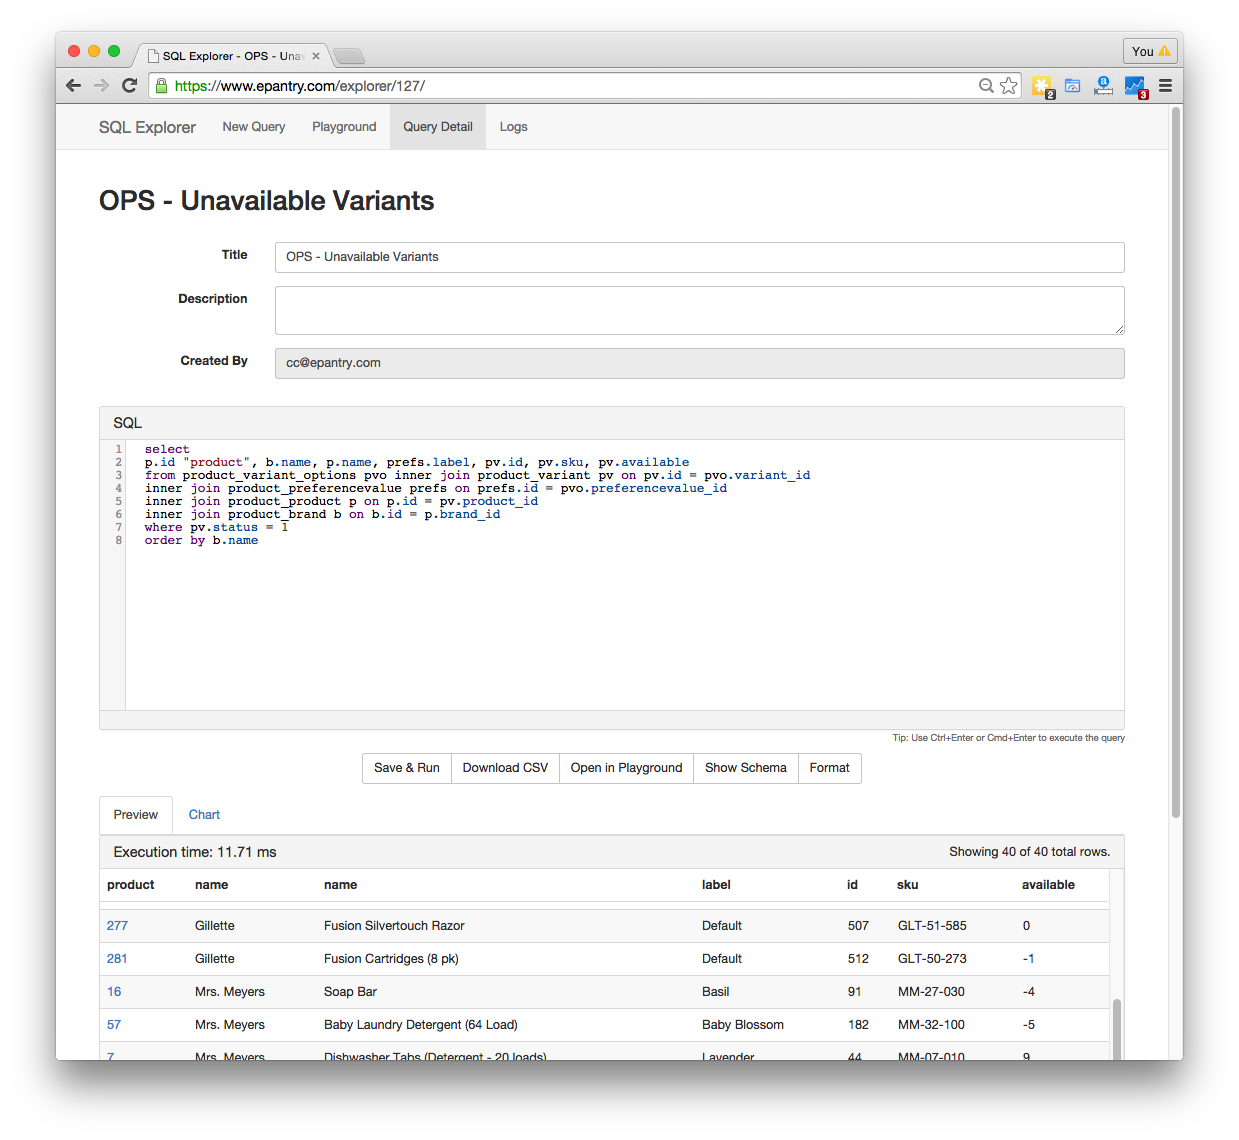 SQL Explorer - OPS - Una
You
https://www.epantry.com/explorer/127/
2
a
3
SQL Explorer New Query Playground Query Detail Logs
OPS - Unavailable Variants
Title OPS - Unavailable Variants
Description
Created By cc@epantry.com
SQL
1 select
2 p.id "product", b.name, p.name, prefs.label, pv.id, pv.sku, pv.available
3 from product_variant_options pvo inner join product_variant pv on pv.id = pvo.variant_id
4 inner join product_preferencevalue prefs on prefs.id = pvo.preferencevalue_id
5 inner join product_product p on p.id = pv.product_id
6 inner join product_brand b on b.id = p.brand_id
7 where pv.status = 1
8 order by b.name
Tip: Use Ctrl+Enter or Cmd+Enter to execute the query
Save & Run Download CSV Open in Playground Show Schema Format
Preview Chart
Execution time: 11.71 ms Showing 40 of 40 total rows.
product name name label id sku available
277 Gillette Fusion Silvertouch Razor Default 507 GLT-51-585 0
281 Gillette Fusion Cartridges (8 pk) Default 512 GLT-50-273 -1
16 Mrs. Meyers Soap Bar Basil 91 MM-27-030 -4
57 Mrs. Meyers Baby Laundry Detergent (64 Load) Baby Blossom 182 MM-32-100 -5
7 Mrs. Meyers Dishwasher Tabs (Detergent - 20 loads) Lavender 44 MM-07-010 9